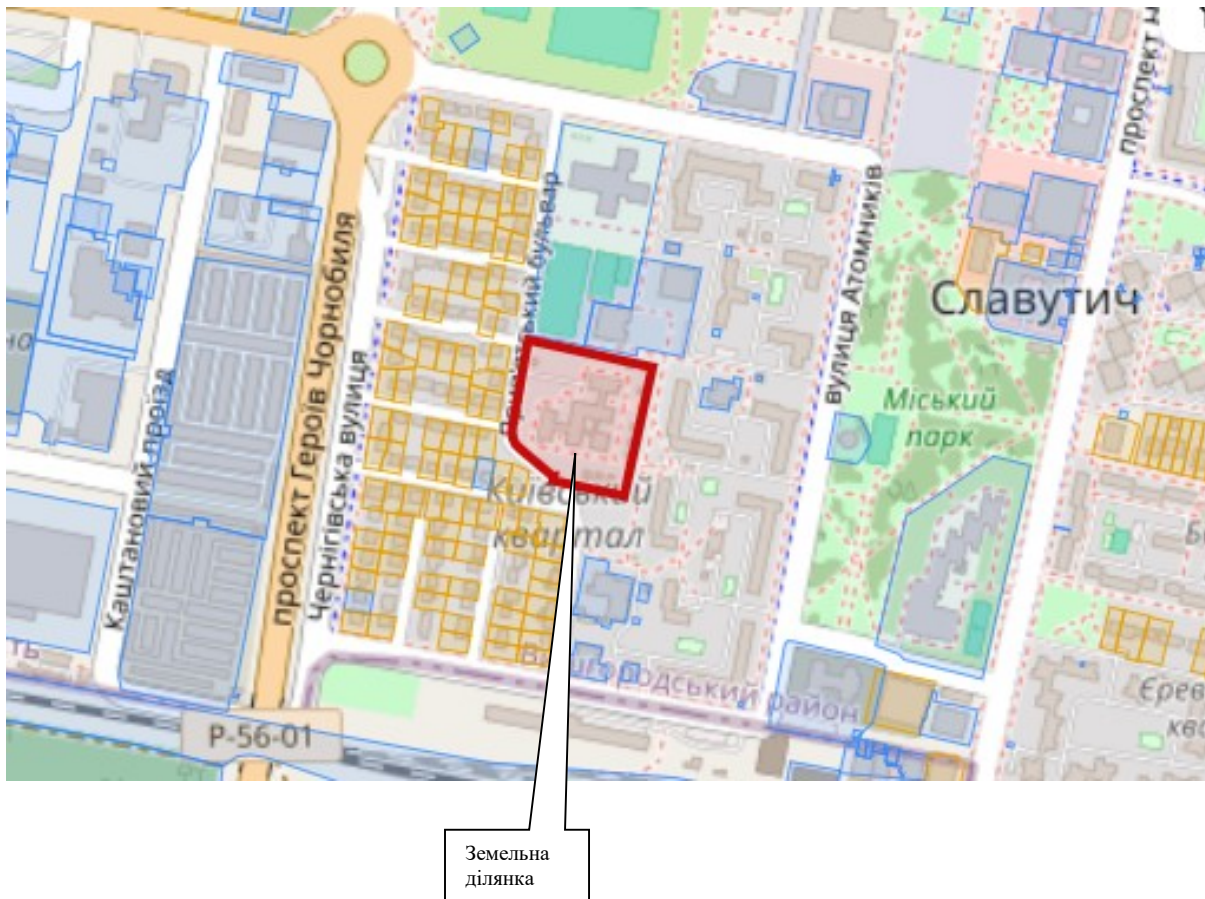 проспект Н
Славутич
вулиця Атомників
проспект Героїв Чорнобиля
Чернігівська вулиця
Каштановий проїзд
Міський
парк
Київський
квартал
Вишгородський район
Єрев
ква
ть
Р-56-01
Земельна
ділянка